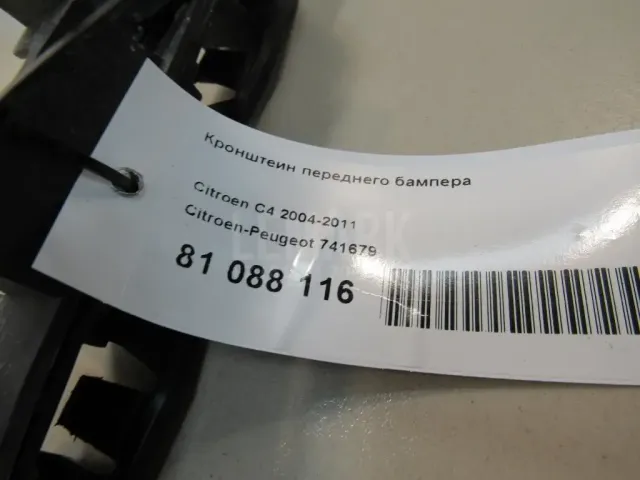 Кронштеин переднего бампера
Citroen C4 2004-2011
Citroen-Peugeot 741679
81 088 116